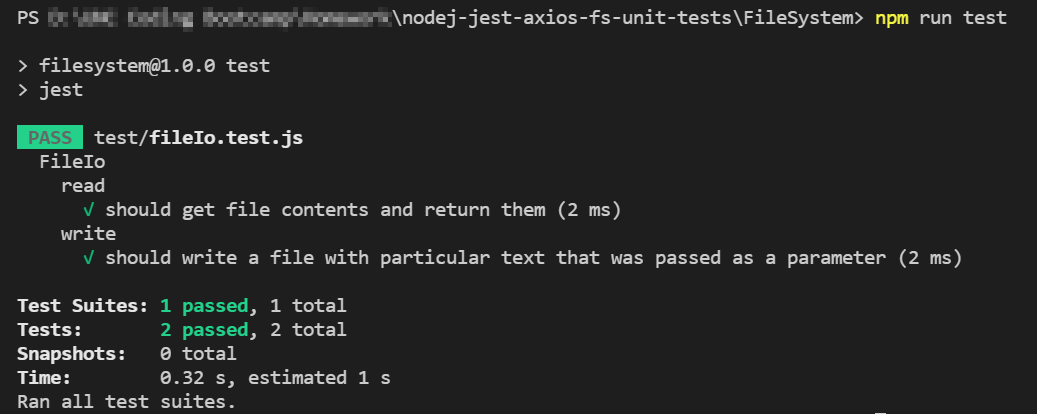 PS \nodej-jest-axios-fs-unit-tests\FileSystem> npm run test
> filesystem@1.0.0 test
> jest
PASS test/fileIo.test.js
FileIo
read
√ should get file contents and return them (2 ms)
write
√ should write a file with particular text that was passed as a parameter (2 ms)
Test Suites: 1 passed, 1 total
Tests: 2 passed, 2 total
Snapshots: 0 total
Time: 0.32 s, estimated 1 s
Ran all test suites.